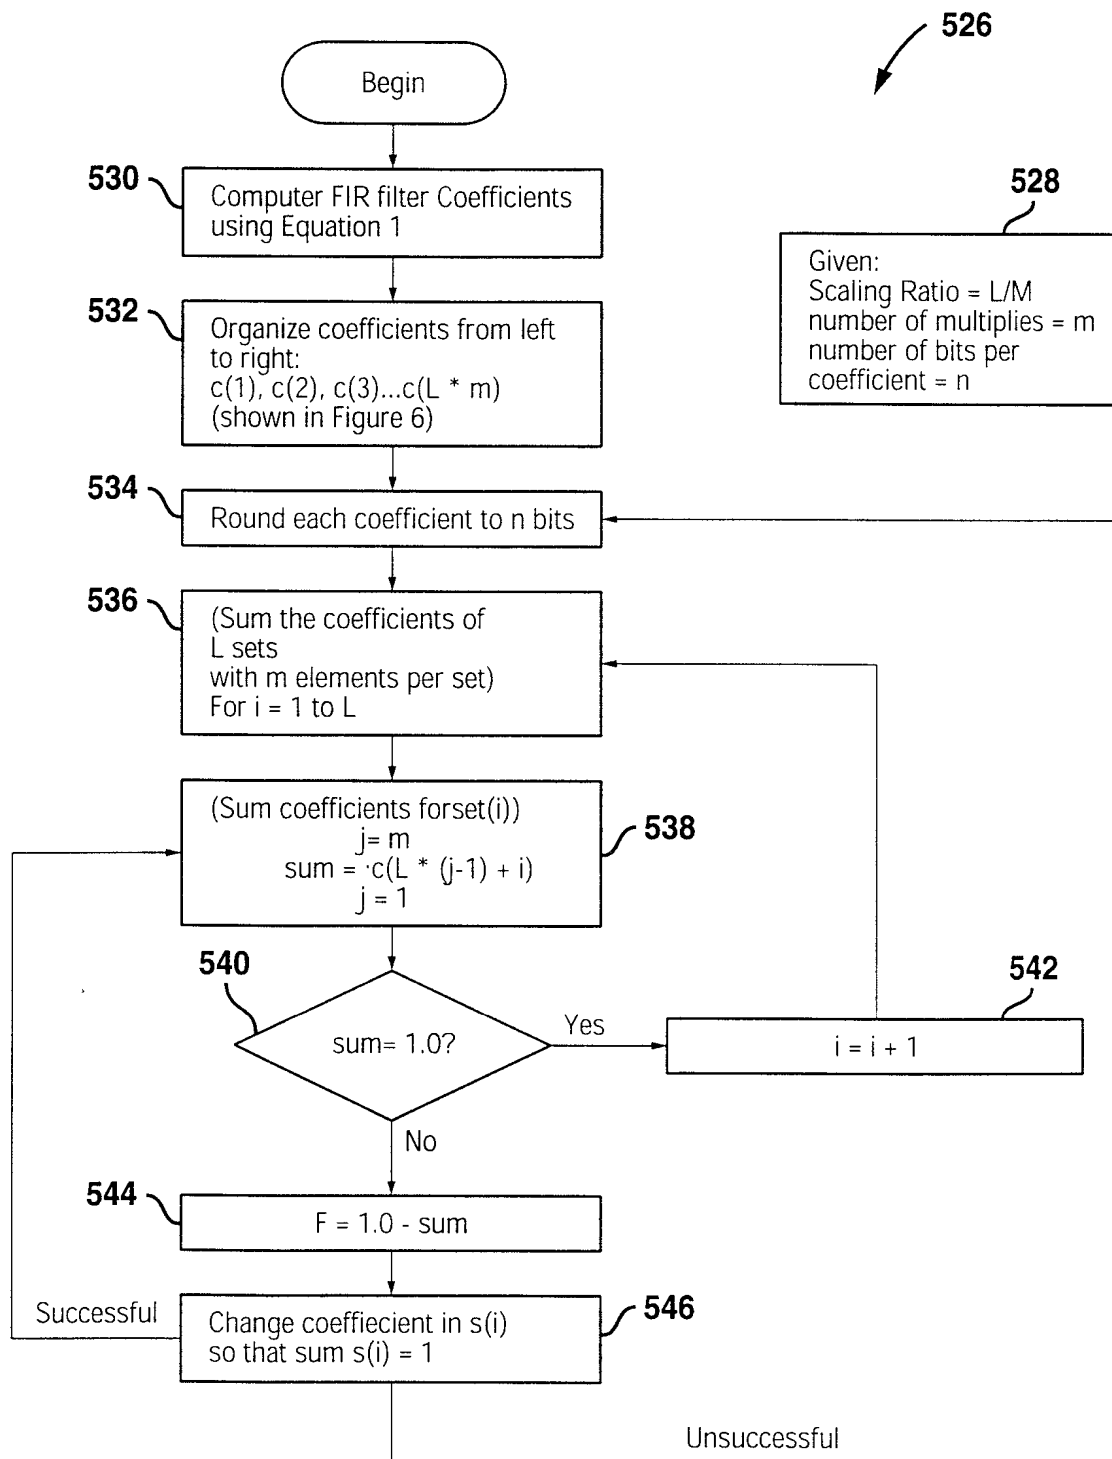 526
Begin
530
Computer FIR filter Coefficients
using Equation 1
528
Given:
Scaling Ratio = L/M
number of multiplies = m
number of bits per
coefficient = n
532
Organize coefficients from left
to right:
c(1), c(2), c(3)...c(L * m)
(shown in Figure 6)
534
Round each coefficient to n bits
536
(Sum the coefficients of
L sets
with m elements per set)
For i = 1 to L
(Sum coefficients forset(i))
j= m
sum = ·c(L * (j-1) + i)
j = 1
538
540
sum= 1.0?
Yes
542
i = i + 1
No
544
F = 1.0 - sum
Successful
546
Change coeffiecient in s(i)
so that sum s(i) = 1
Unsuccessful